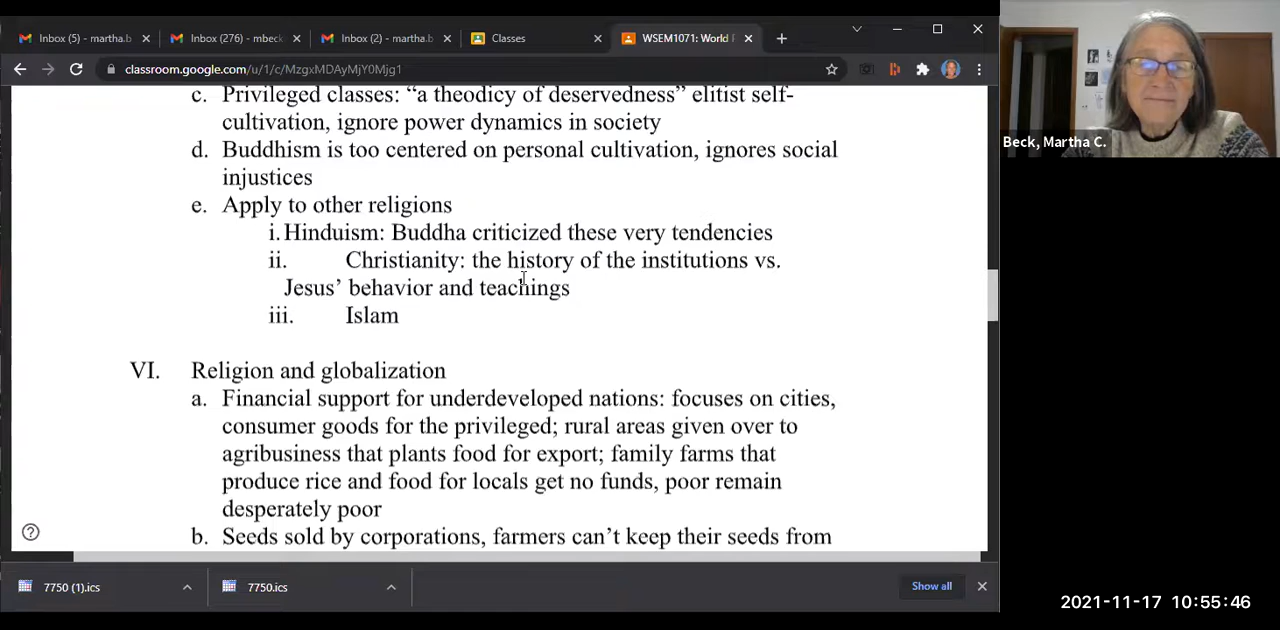 Inbox (5) - martha.b
Inbox (276) - mbeck
Inbox (2) - martha.b
Classes
WSEM1071: World
classroom.google.com/u/1/c/MzgxMDAyMjY0Mjg1
Beck, Martha C.
c. Privileged classes: “a theodicy of deservedness” elitist self-
cultivation, ignore power dynamics in society
d. Buddhism is too centered on personal cultivation, ignores social
injustices
e. Apply to other religions
i. Hinduism: Buddha criticized these very tendencies
ii. Christianity: the history of the institutions vs.
Jesus’ behavior and teachings
iii. Islam
VI. Religion and globalization
a. Financial support for underdeveloped nations: focuses on cities,
consumer goods for the privileged; rural areas given over to
agribusiness that plants food for export; family farms that
produce rice and food for locals get no funds, poor remain
desperately poor
b. Seeds sold by corporations, farmers can’t keep their seeds from
7750 (1).ics
7750.ics
Show all
2021-11-17 10:55:46